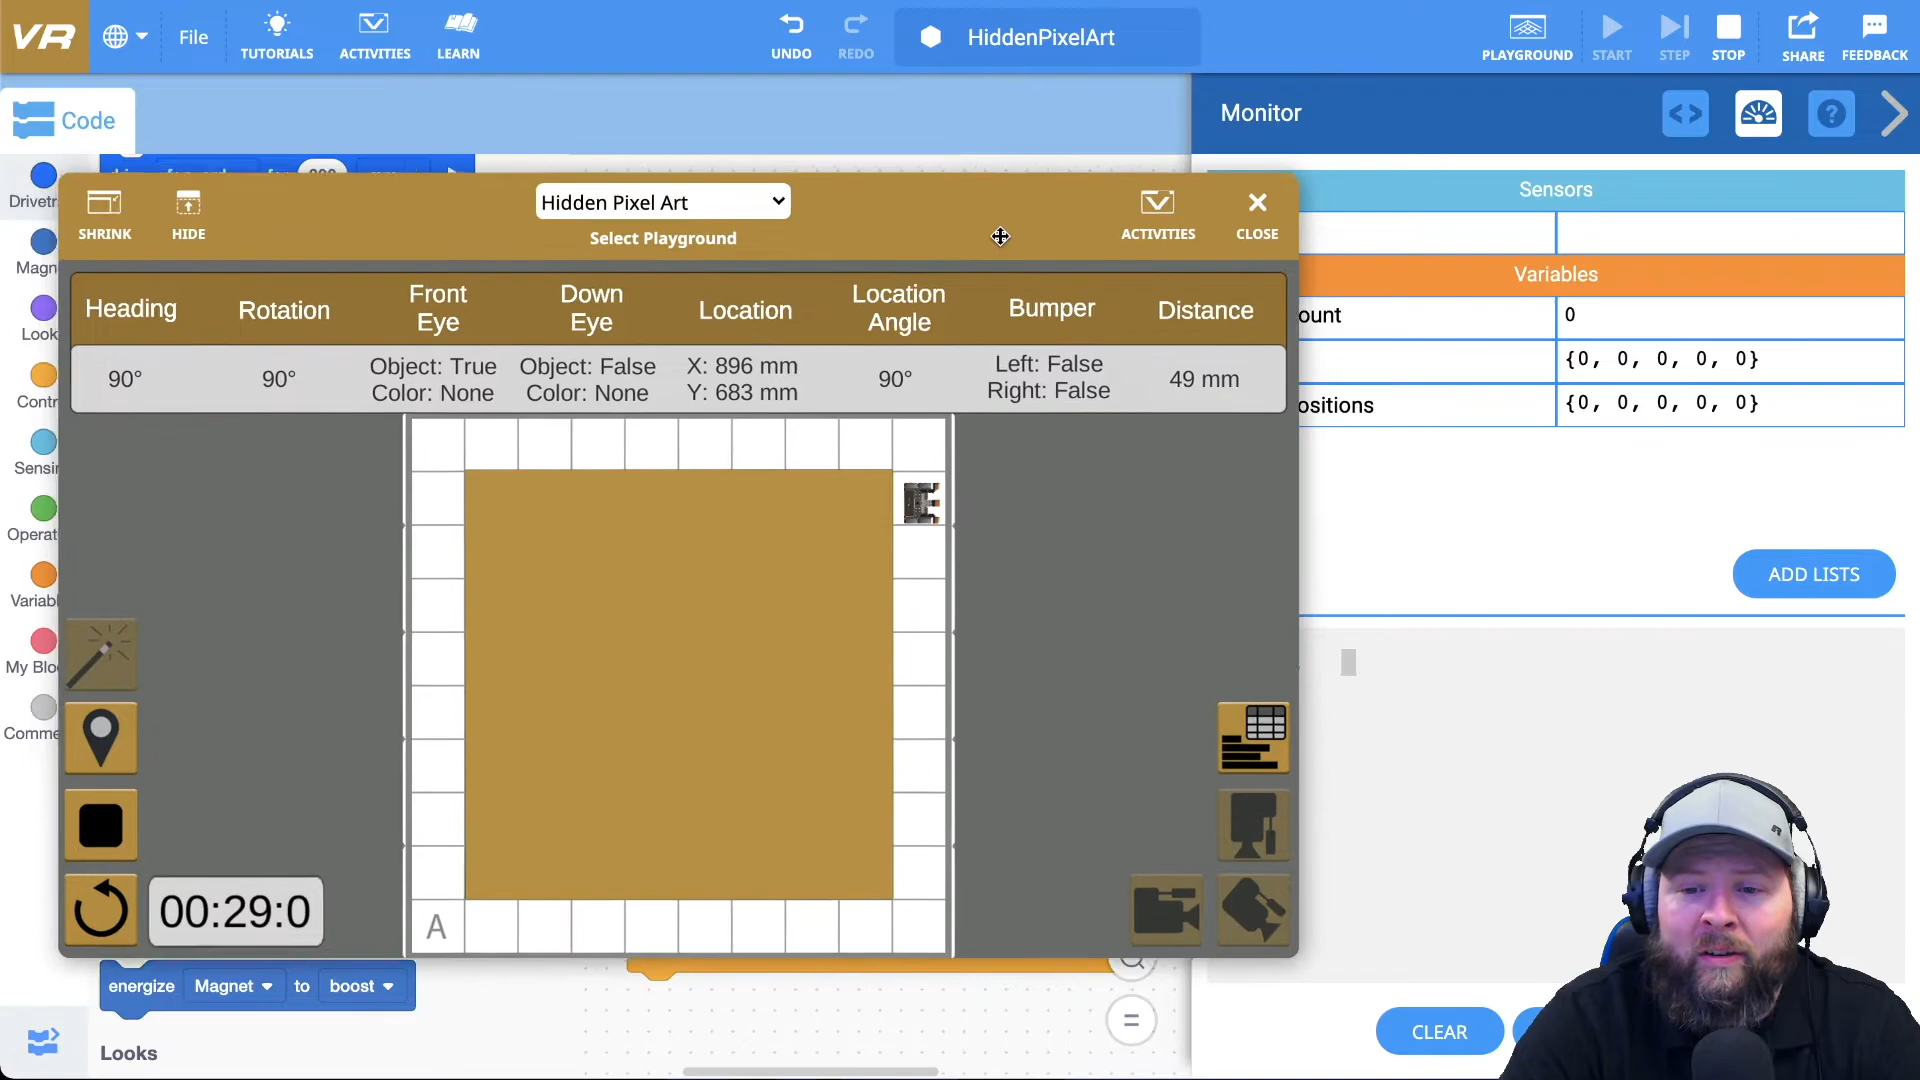 VR
File
TUTORIALS
ACTIVITIES
LEARN
UNDO
REDO
HiddenPixelArt
PLAYGROUND
START
STEP
STOP
SHARE
FEEDBACK
Code
Monitor
SHRINK
HIDE
Hidden Pixel Art
Select Playground
ACTIVITIES
CLOSE
Sensors
Variables
ount 0
{0, 0, 0, 0, 0}
ositions {0, 0, 0, 0, 0}
Heading
Rotation
Front
Eye
Down
Eye
Location
Location
Angle
Bumper
Distance
90°
90°
Object: True
Color: None
Object: False
Color: None
X: 896 mm
Y: 683 mm
90°
Left: False
Right: False
49 mm
Drivetr
Magn
Look
Contr
Sensin
Operat
Variabl
My Blo
Comme
A
00:29:0
ADD LISTS
energize Magnet to boost
Looks
CLEAR